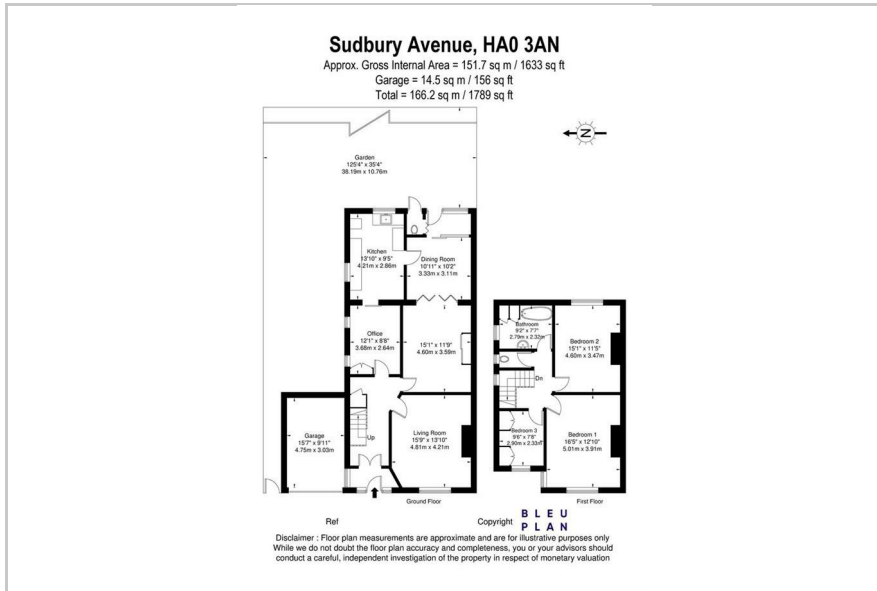 Sudbury Avenue, HA0 3AN
Approx. Gross Internal Area = 151.7 sq m / 1633 sq ft
Garage = 14.5 sq m / 156 sq ft
Total = 166.2 sq m / 1789 sq ft
N
Garden
125'4" x 35'4"
38.19m x 10.76m
Kitchen
13'10" x 9'5"
4.21m x 2.86m
Dining Room
10'11" x 10'2"
3.33m x 3.11m
Office
12'1" x 8'8"
3.68m x 2.64m
15'1" x 11'9"
4.60m x 3.59m
Garage
15'7" x 9'11"
4.75m x 3.03m
Up
Living Room
15'9" x 13'10"
4.81m x 4.21m
Ground Floor
Bathroom
9'2" x 7'7"
2.79m x 2.32m
Bedroom 2
15'1" x 11'5"
4.60m x 3.47m
Dn
Bedroom 3
9'6" x 7'8"
2.90m x 2.33m
Bedroom 1
16'5" x 12'10"
5.01m x 3.91m
First Floor
Ref
Copyright
BLEU
PLAN
Disclaimer : Floor plan measurements are approximate and are for illustrative purposes only
While we do not doubt the floor plan accuracy and completeness, you or your advisors should
conduct a careful, independent investigation of the property in respect of monetary valuation